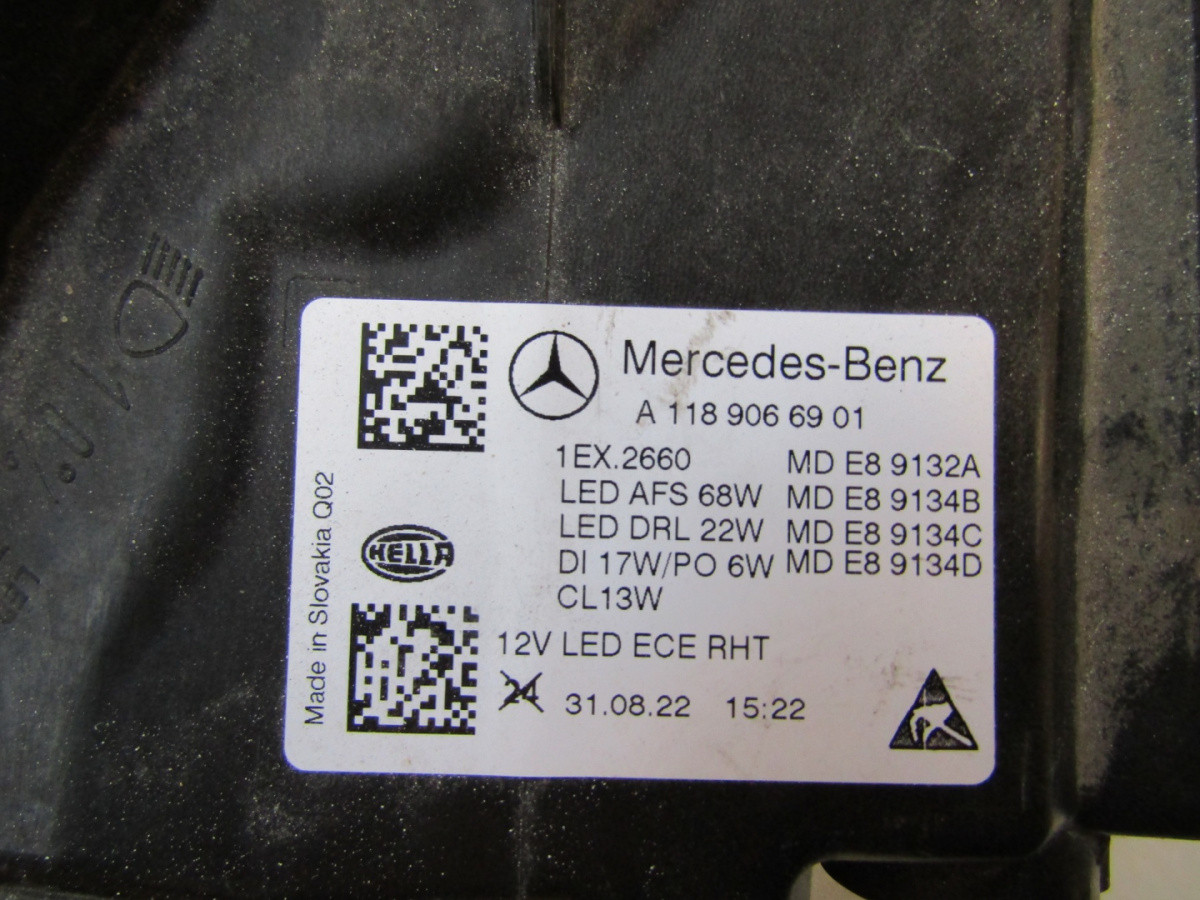 Mercedes-Benz
A 118 906 69 01
1EX.2660 MD E8 9132A
LED AFS 68W MD E8 9134B
LED DRL 22W MD E8 9134C
DI 17W/PO 6W MD E8 9134D
CL13W
12V LED ECE RHT
24 31.08.22 15:22
HELLA
Made in Slovakia Q02
1,0%